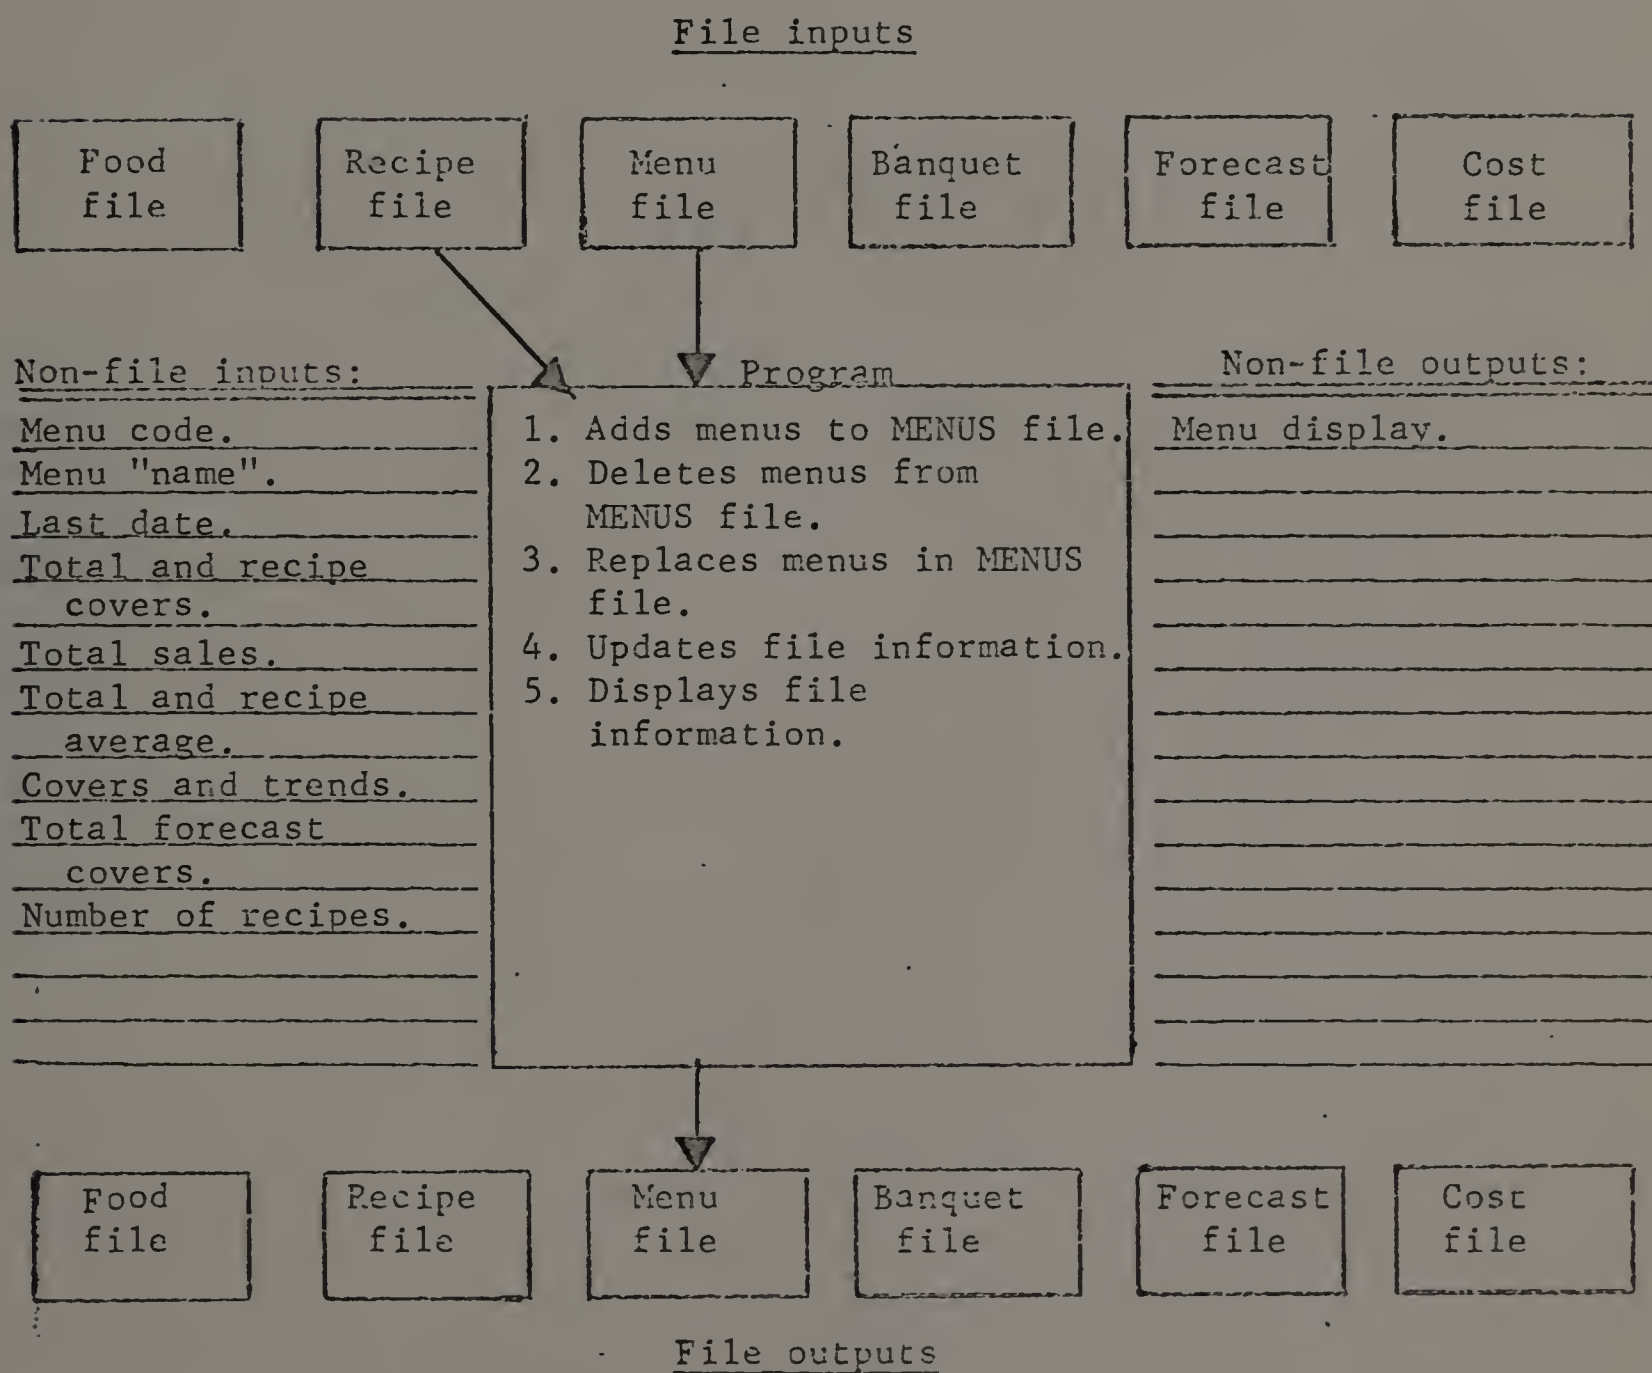 File inputs
Food file
Recipe file
Menu file
Banquet file
Forecast file
Cost file
Non-file inputs:
Menu code.
Menu "name".
Last date.
Total and recipe
covers.
Total sales.
Total and recipe
average.
Covers and trends.
Total forecast
covers.
Number of recipes.
Program
1. Adds menus to MENUS file.
2. Deletes menus from
MENUS file.
3. Replaces menus in MENUS
file.
4. Updates file information.
5. Displays file
information.
Non-file outputs:
Menu display.
Food file
Recipe file
Menu file
Banquet file
Forecast file
Cost file
File outputs